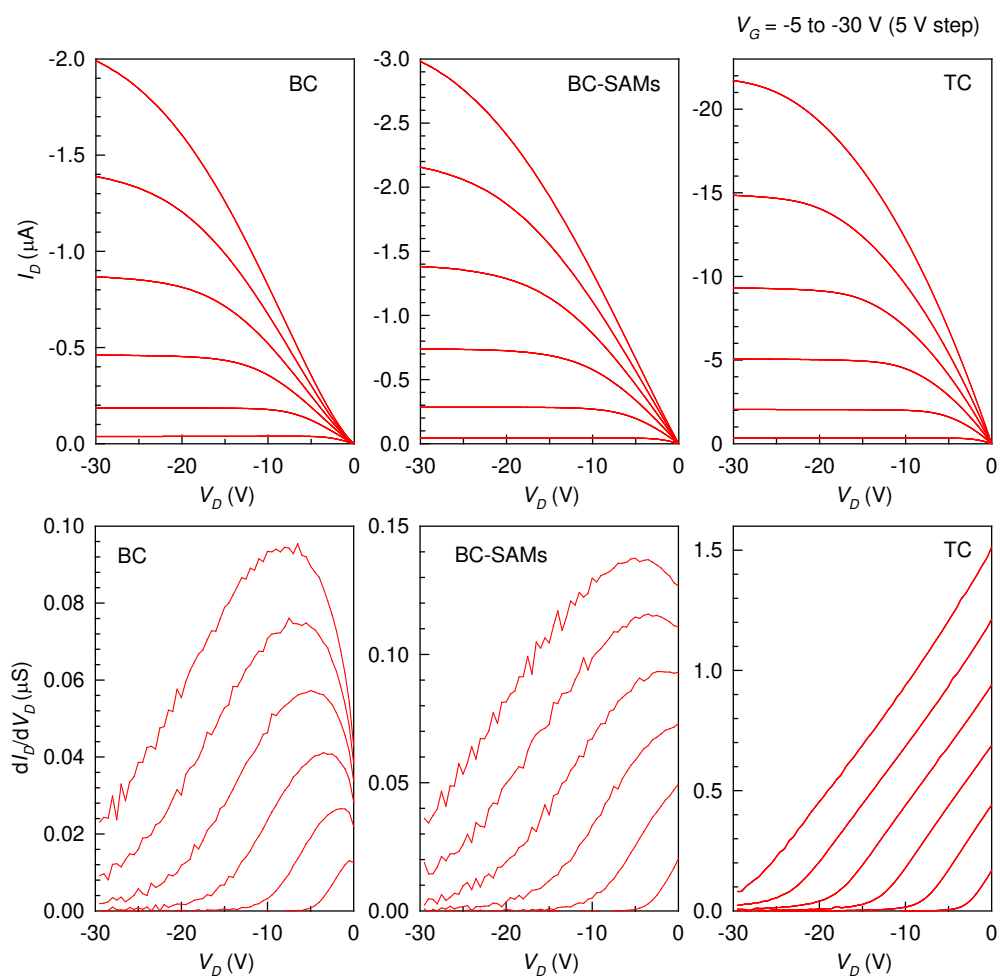 V_G = -5 to -30 V (5 V step)
BC
BC-SAMs
TC
I_D (μA)
-2.0
-1.5
-1.0
-0.5
0.0
-30 -20 -10 0
V_D (V)
-3.0
-2.5
-2.0
-1.5
-1.0
-0.5
0.0
-30 -20 -10 0
V_D (V)
-20
-15
-10
-5
0
-30 -20 -10 0
V_D (V)
BC
BC-SAMs
TC
dI_D/dV_D (μS)
0.10
0.08
0.06
0.04
0.02
0.00
-30 -20 -10 0
V_D (V)
0.15
0.10
0.05
0.00
-30 -20 -10 0
V_D (V)
1.5
1.0
0.5
0.0
-30 -20 -10 0
V_D (V)